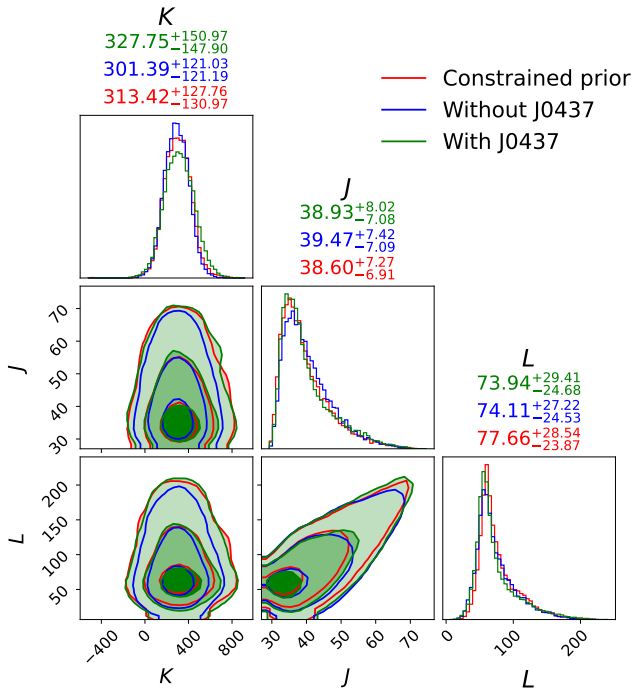 K
327.75+150.97−147.90
301.39+121.03−121.19
313.42+127.76−130.97
Constrained prior
Without J0437
With J0437
J
38.93+8.02−7.08
39.47+7.42−7.09
38.60+7.27−6.91
70
60
50
40
30
J
L
73.94+29.41−24.68
74.11+27.22−24.53
77.66+28.54−23.87
200
150
100
50
L
−400 0 400 800
K
30 40 50 60 70
J
0 100 200
L